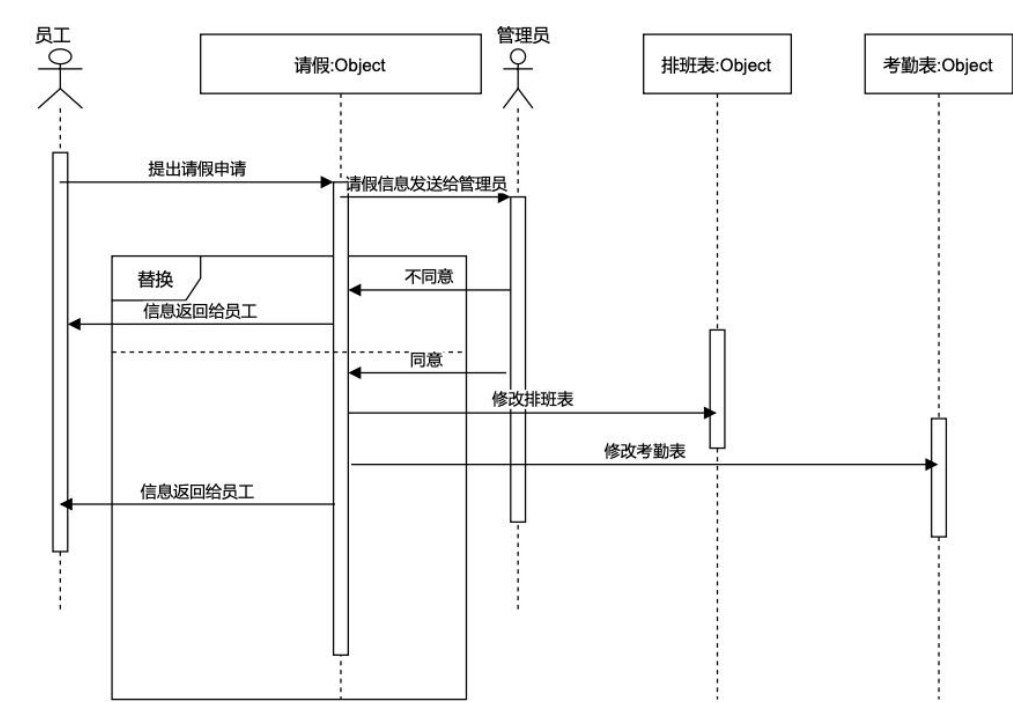 员工
请假:Object
管理员
排班表:Object
考勤表:Object
提出请假申请
请假信息发送给管理员
替换
不同意
信息返回给员工
同意
修改排班表
修改考勤表
信息返回给员工